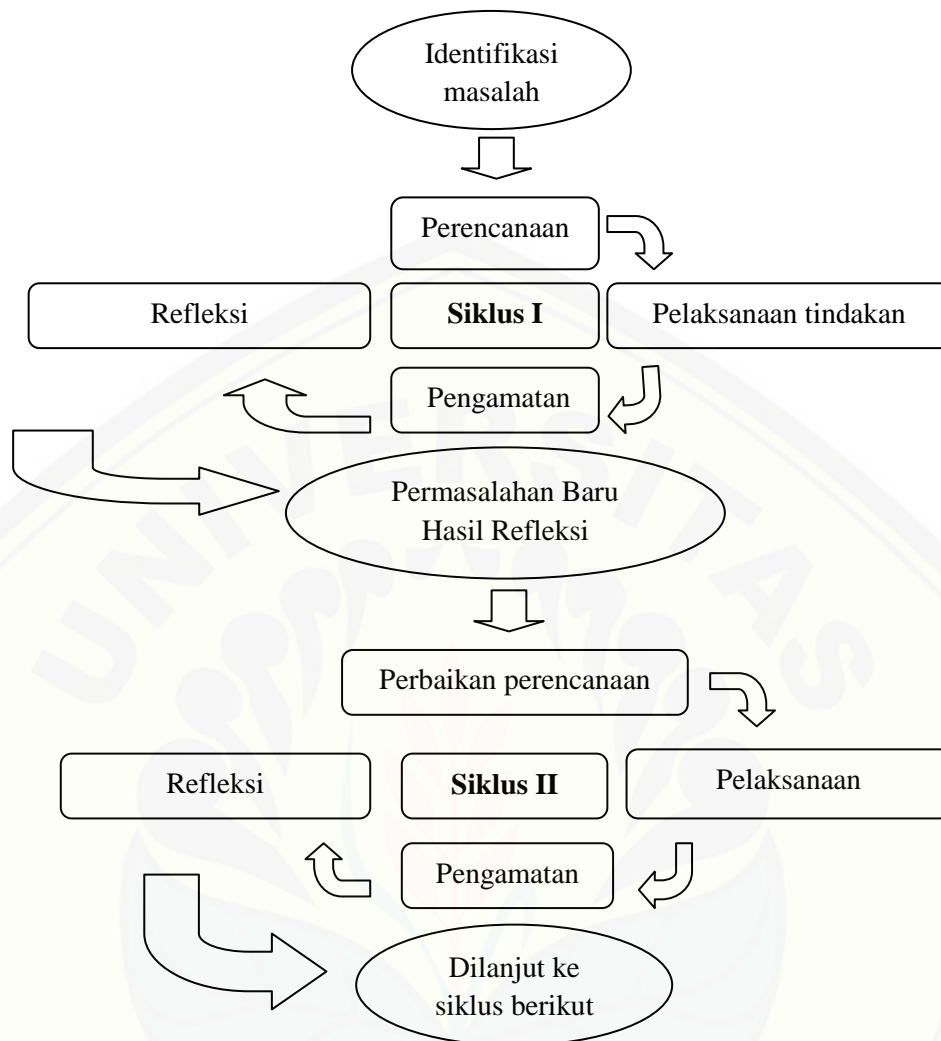 Identifikasi
masalah
Perencanaan
Refleksi
Siklus I
Pelaksanaan tindakan
Pengamatan
Permasalahan Baru
Hasil Refleksi
Perbaikan perencanaan
Refleksi
Siklus II
Pelaksanaan
Pengamatan
Dilanjut ke
siklus berikut
UNIVERSITAS